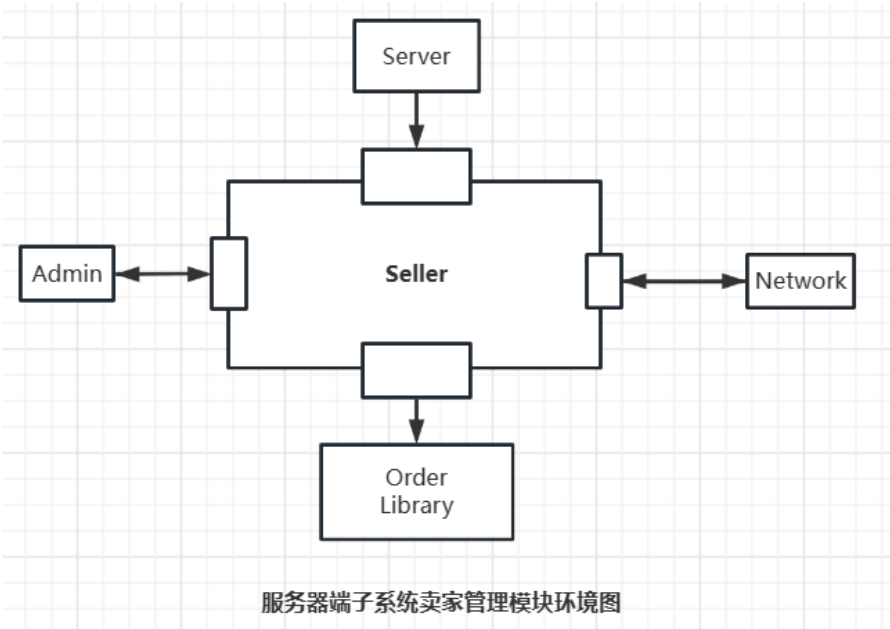 Server
Admin
Seller
Network
Order
Library
服务器端子系统卖家管理模块环境图